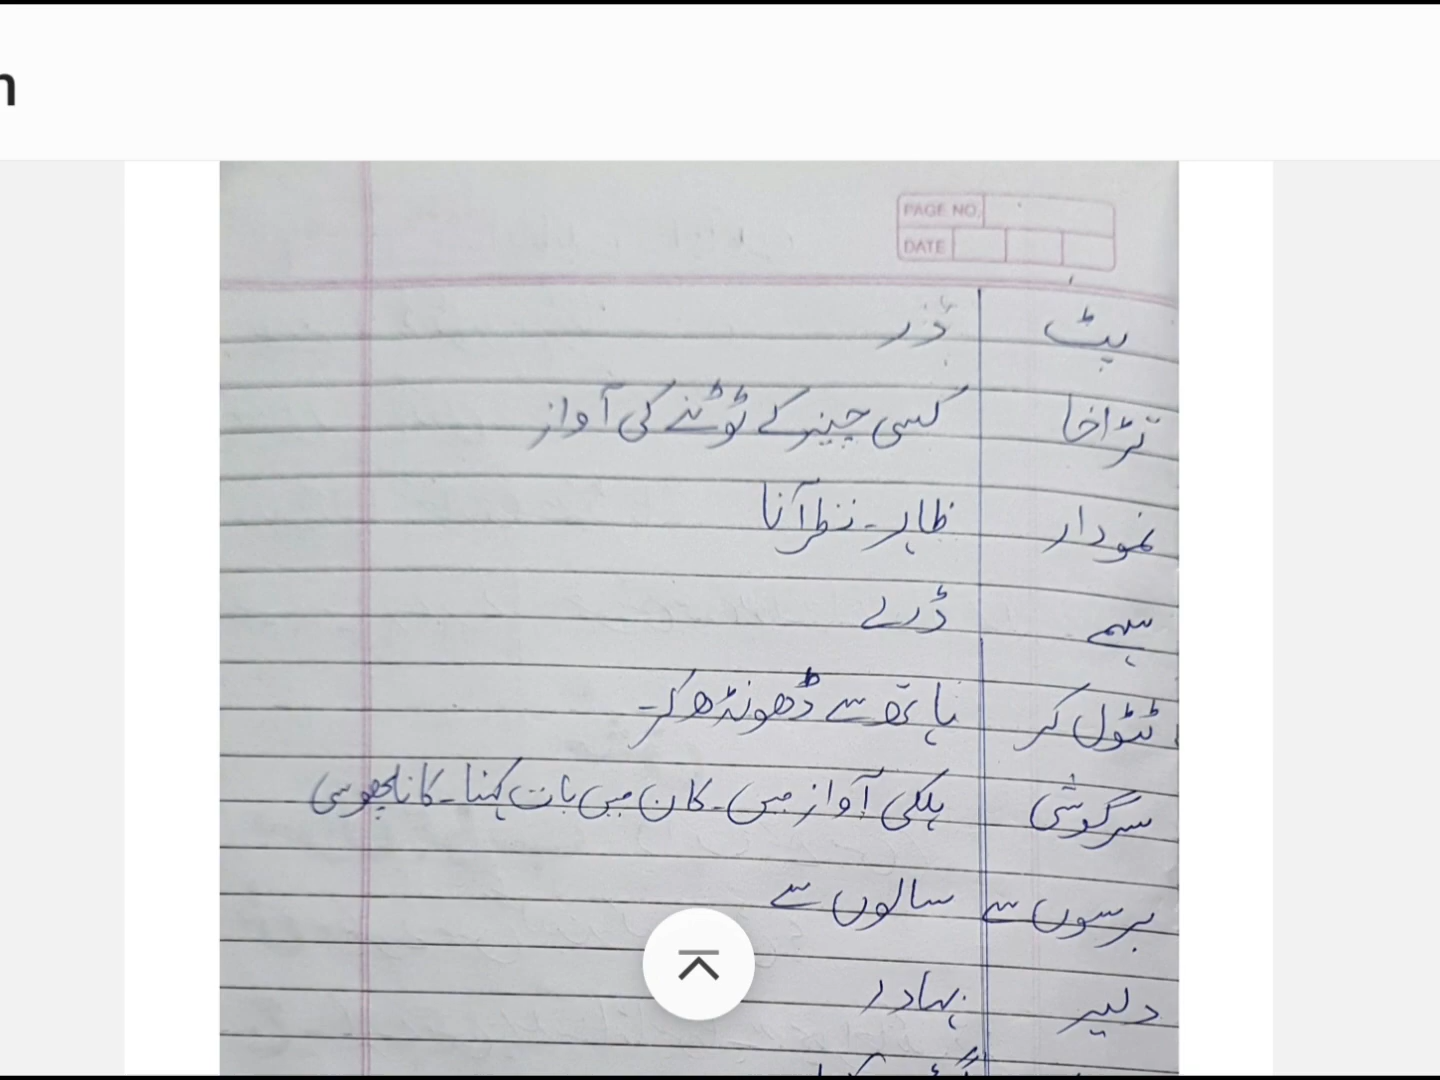 n
PAGE NO.
DATE
پٹ ڈر
تڑاخا کسی چیز کے ٹوٹنے کی آواز
نمودار ظاہر۔ نظر آنا
سہمے ڈرے
ٹٹول کر ہاتھ سے ڈھونڈھ کر۔
سرگوشی ہلکی آواز میں۔ کان میں بات کہنا۔ کانا پھوسی
برسوں سے سالوں سے
دلیر بہادر